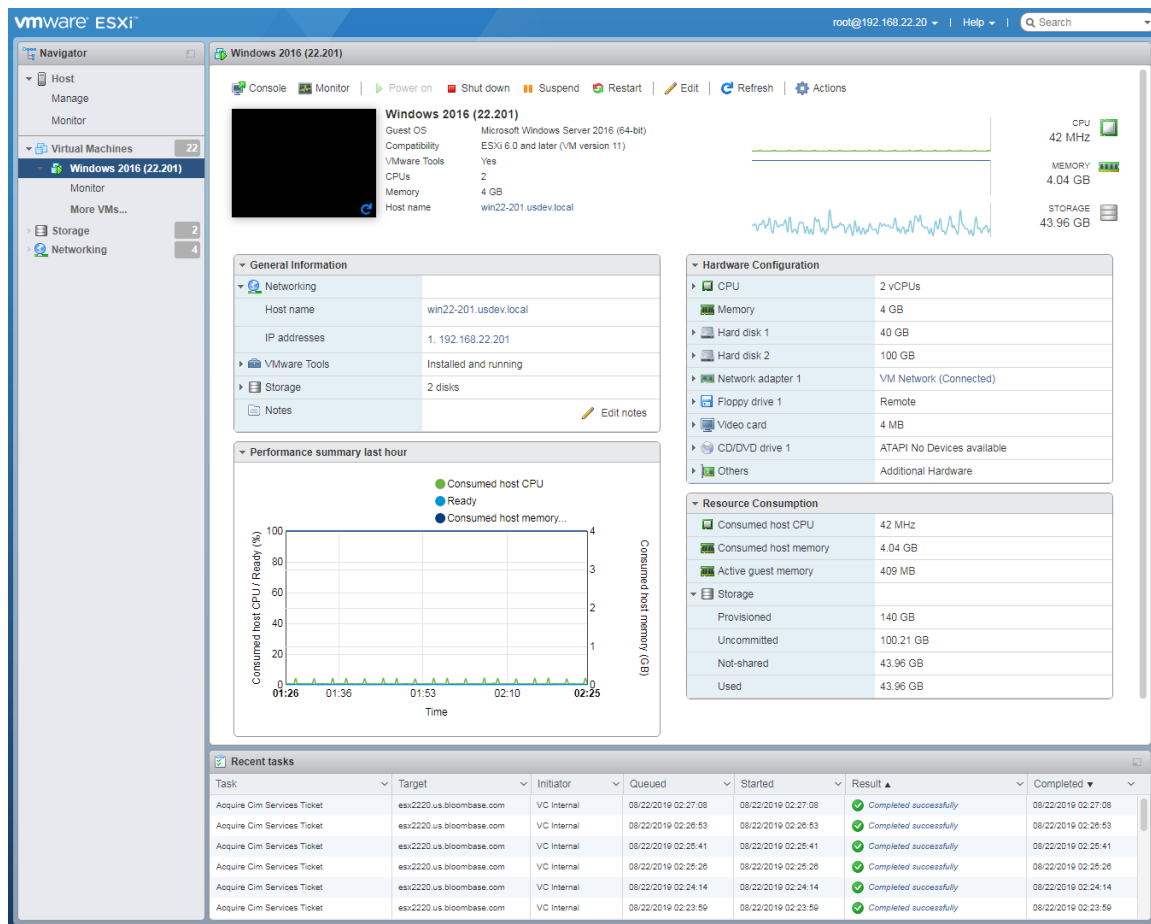 vmware ESXi™
root@192.168.22.20 | Help | Search
Navigator
Host
Manage
Monitor
Virtual Machines 22
Windows 2016 (22.201)
Monitor
More VMs...
Storage 2
Networking 4
Windows 2016 (22.201)
Console Monitor | Power on Shut down Suspend Restart | Edit | Refresh | Actions
Windows 2016 (22.201)
Guest OS Microsoft Windows Server 2016 (64-bit)
Compatibility ESXi 6.0 and later (VM version 11)
VMware Tools Yes
CPUs 2
Memory 4 GB
Host name win22-201.usdev.local
CPU
42 MHz
MEMORY
4.04 GB
STORAGE
43.96 GB
General Information
Networking
Host name win22-201.usdev.local
IP addresses 1. 192.168.22.201
VMware Tools Installed and running
Storage 2 disks
Notes Edit notes
Performance summary last hour
Consumed host CPU
Ready
Consumed host memory...
Consumed host CPU / Ready (%)
100
80
60
40
20
0
4
3
2
1
0
Consumed host memory (GB)
01:26 01:36 01:53 02:10 02:25
Time
Hardware Configuration
CPU 2 vCPUs
Memory 4 GB
Hard disk 1 40 GB
Hard disk 2 100 GB
Network adapter 1 VM Network (Connected)
Floppy drive 1 Remote
Video card 4 MB
CD/DVD drive 1 ATAPI No Devices available
Others Additional Hardware
Resource Consumption
Consumed host CPU 42 MHz
Consumed host memory 4.04 GB
Active guest memory 409 MB
Storage
Provisioned 140 GB
Uncommitted 100.21 GB
Not-shared 43.96 GB
Used 43.96 GB
Recent tasks
Task Target Initiator Queued Started Result ▲ Completed ▼
Acquire Cim Services Ticket esx2220.us.bloombase.com VC Internal 08/22/2019 02:27:08 08/22/2019 02:27:08 Completed successfully 08/22/2019 02:27:08
Acquire Cim Services Ticket esx2220.us.bloombase.com VC Internal 08/22/2019 02:26:53 08/22/2019 02:26:53 Completed successfully 08/22/2019 02:26:53
Acquire Cim Services Ticket esx2220.us.bloombase.com VC Internal 08/22/2019 02:25:41 08/22/2019 02:25:41 Completed successfully 08/22/2019 02:25:41
Acquire Cim Services Ticket esx2220.us.bloombase.com VC Internal 08/22/2019 02:25:26 08/22/2019 02:25:26 Completed successfully 08/22/2019 02:25:26
Acquire Cim Services Ticket esx2220.us.bloombase.com VC Internal 08/22/2019 02:24:14 08/22/2019 02:24:14 Completed successfully 08/22/2019 02:24:14
Acquire Cim Services Ticket esx2220.us.bloombase.com VC Internal 08/22/2019 02:23:59 08/22/2019 02:23:59 Completed successfully 08/22/2019 02:23:59